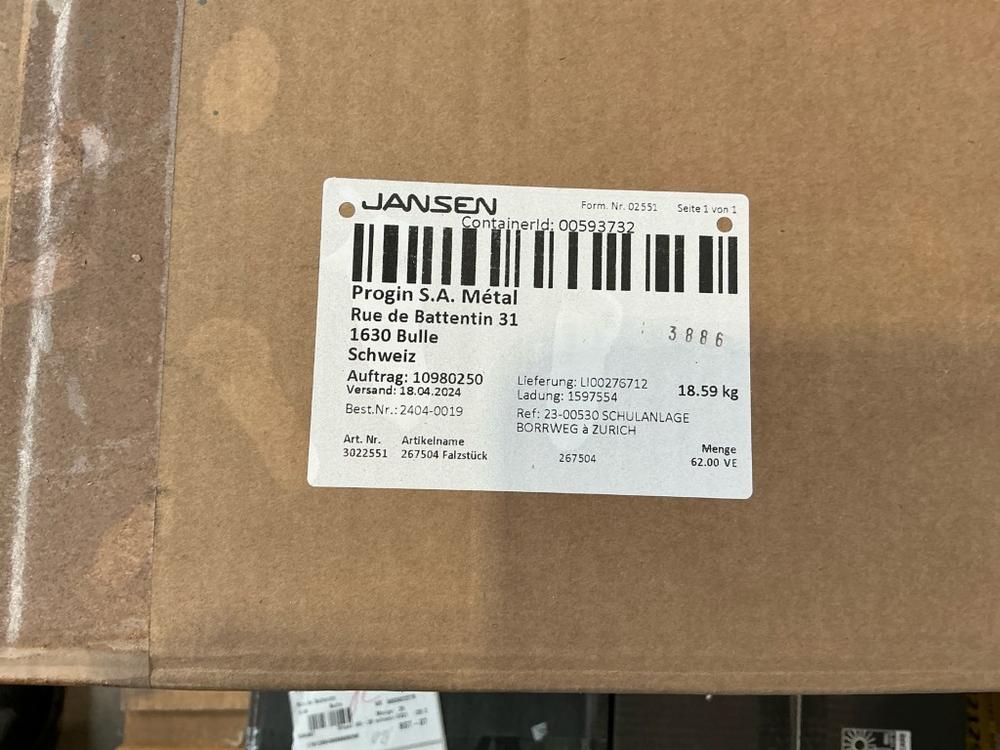 JANSEN
Form. Nr. 02551 Seite 1 von 1
ContainerId: 00593732
Progin S.A. Métal
Rue de Battentin 31
1630 Bulle
Schweiz
3886
Auftrag: 10980250
Versand: 18.04.2024
Best.Nr.: 2404-0019
Lieferung: LI00276712
Ladung: 1597554
18.59 kg
Ref: 23-00530 SCHULANLAGE
BORRWEG à ZURICH
Art. Nr. Artikelname Menge
3022551 267504 Falzstück 267504 62.00 VE